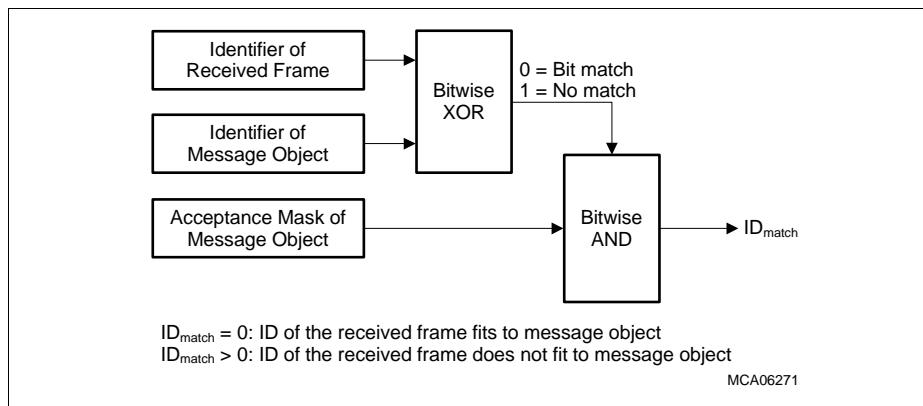 Identifier of
Received Frame
Identifier of
Message Object
Acceptance Mask of
Message Object
Bitwise
XOR
0 = Bit match
1 = No match
Bitwise
AND
IDmatch
IDmatch = 0: ID of the received frame fits to message object
IDmatch > 0: ID of the received frame does not fit to message object
MCA06271